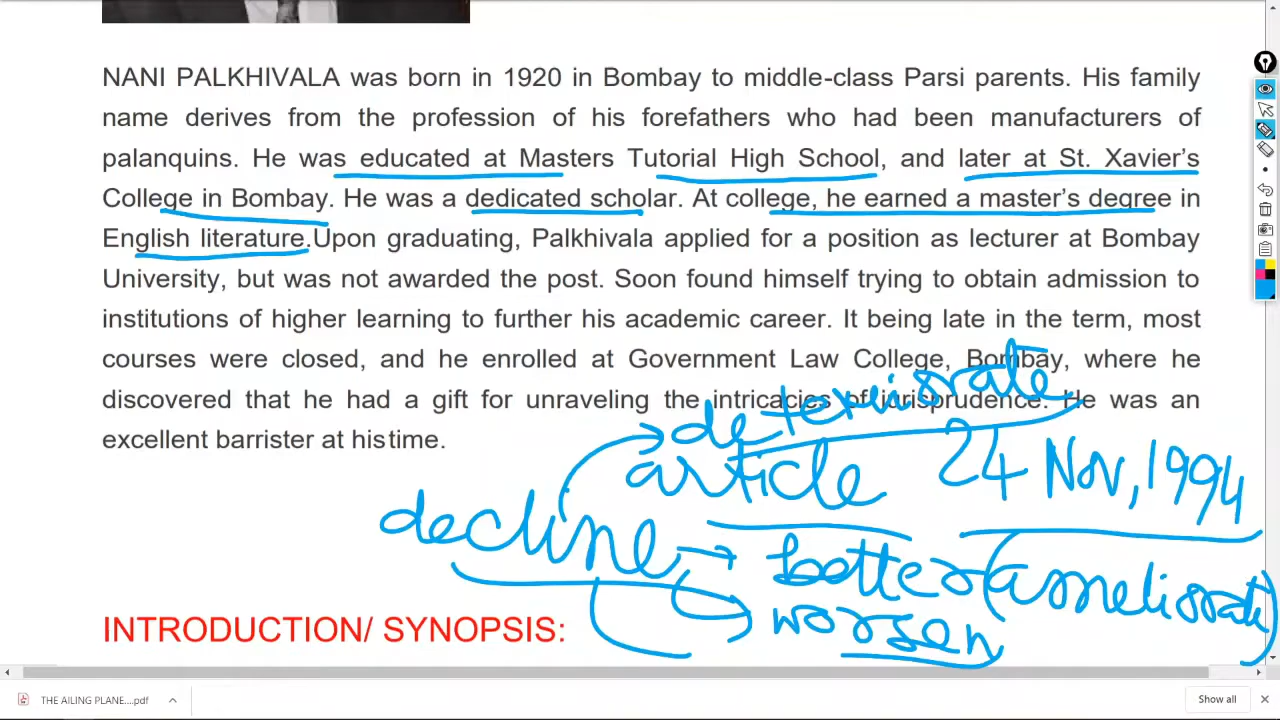 NANI PALKHIVALA was born in 1920 in Bombay to middle-class Parsi parents. His family
name derives from the profession of his forefathers who had been manufacturers of
palanquins. He was educated at Masters Tutorial High School, and later at St. Xavier's
College in Bombay. He was a dedicated scholar. At college, he earned a master's degree in
English literature.Upon graduating, Palkhivala applied for a position as lecturer at Bombay
University, but was not awarded the post. Soon found himself trying to obtain admission to
institutions of higher learning to further his academic career. It being late in the term, most
courses were closed, and he enrolled at Government Law College, Bombay, where he
discovered that he had a gift for unraveling the intricacies of jurisprudence. He was an
excellent barrister at histime.
deteriorate
article 24 Nov, 1994
decline → better (ameliorate)
worsen
INTRODUCTION/ SYNOPSIS:
THE AILING PLANE....pdf
Show all